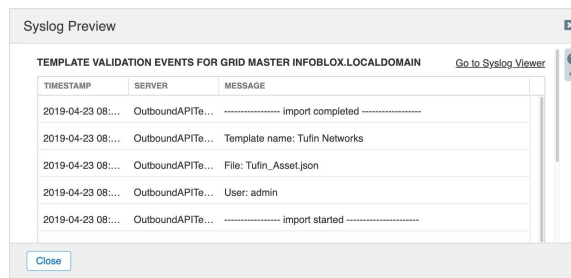 Syslog Preview
TEMPLATE VALIDATION EVENTS FOR GRID MASTER INFOBLOX.LOCALDOMAIN Go to Syslog Viewer
TIMESTAMP SERVER MESSAGE
2019-04-23 08:... OutboundAPITe... ----------------- import completed ------------------
2019-04-23 08:... OutboundAPITe... Template name: Tufin Networks
2019-04-23 08:... OutboundAPITe... File: Tufin_Asset.json
2019-04-23 08:... OutboundAPITe... User: admin
2019-04-23 08:... OutboundAPITe... ----------------- import started ----------------------
Close